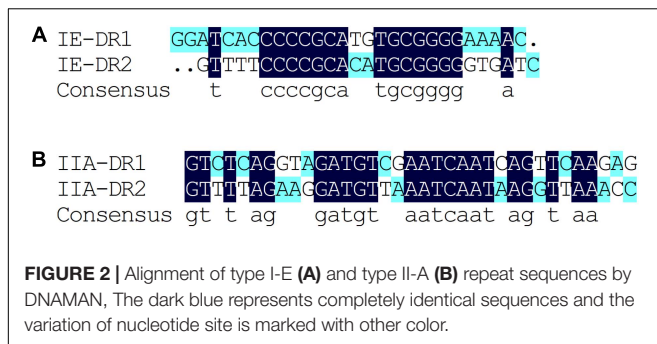 A IE-DR1 GGATCACCCCCGCATGTGCGGGGAAAAC.
IE-DR2 ..GTTTTCCCCGCACATGCGGGGGTGATC
Consensus t ccccgca tgcgggg a
B IIA-DR1 GTCTCAGGTAGATGTCGAATCAATCAGTTCAAGAG
IIA-DR2 GTTTTAGAAGGATGTTAAATCAATAAGGTTAAACC
Consensus gt t ag gatgt aatcaat ag t aa
FIGURE 2 | Alignment of type I-E (A) and type II-A (B) repeat sequences by
DNAMAN, The dark blue represents completely identical sequences and the
variation of nucleotide site is marked with other color.